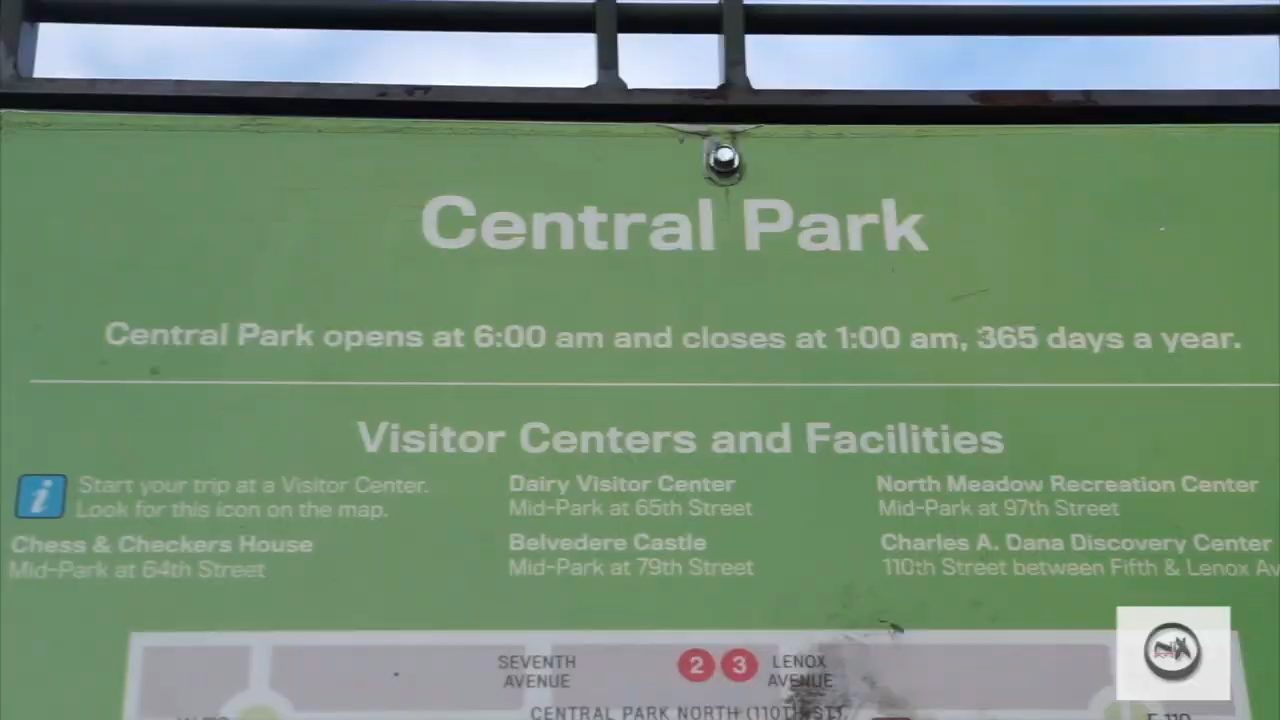 Central Park
Central Park opens at 6:00 am and closes at 1:00 am, 365 days a year.
Visitor Centers and Facilities
i
Start your trip at a Visitor Center.
Look for this icon on the map.
Chess & Checkers House
Mid-Park at 64th Street
Dairy Visitor Center
Mid-Park at 65th Street
Belvedere Castle
Mid-Park at 79th Street
North Meadow Recreation Center
Mid-Park at 97th Street
Charles A. Dana Discovery Center
110th Street between Fifth & Lenox Av
SEVENTH
AVENUE
2 3
LENOX
AVENUE
CENTRAL PARK NORTH (110TH ST).